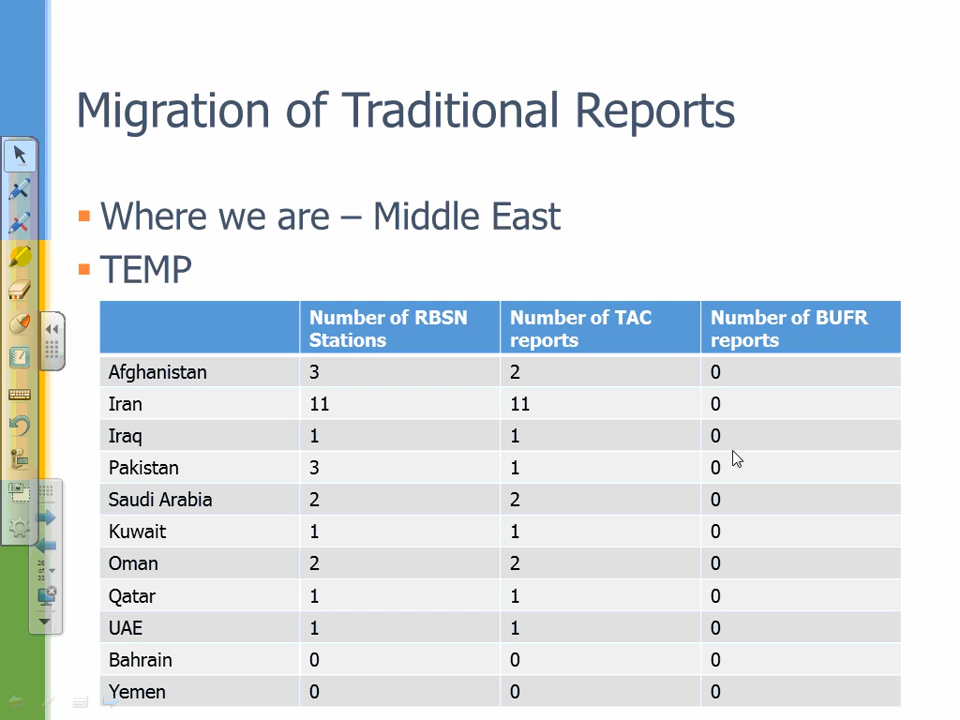 Migration of Traditional Reports
Where we are – Middle East
TEMP
Number of RBSN Stations Number of TAC reports Number of BUFR reports
Afghanistan 3 2 0
Iran 11 11 0
Iraq 1 1 0
Pakistan 3 1 0
Saudi Arabia 2 2 0
Kuwait 1 1 0
Oman 2 2 0
Qatar 1 1 0
UAE 1 1 0
Bahrain 0 0 0
Yemen 0 0 0